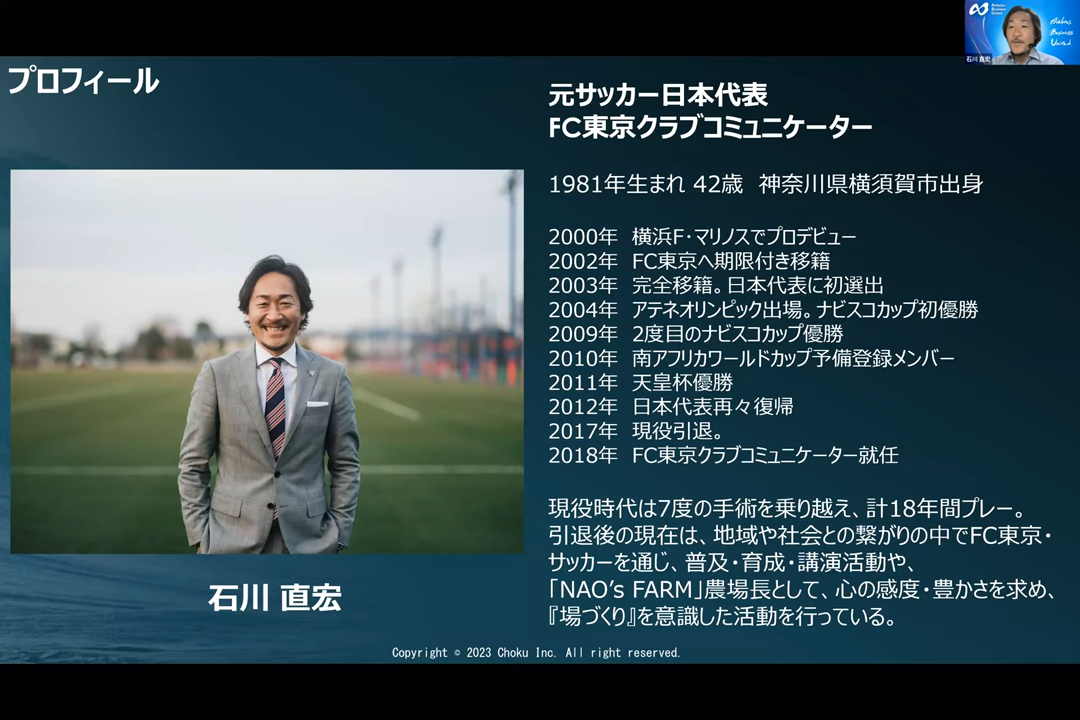 プロフィール
元サッカー日本代表
FC東京クラブコミュニケーター
1981年生まれ 42歳 神奈川県横須賀市出身
2000年 横浜F・マリノスでプロデビュー
2002年 FC東京へ期限付き移籍
2003年 完全移籍。日本代表に初選出
2004年 アテネオリンピック出場。ナビスコカップ初優勝
2009年 2度目のナビスコカップ優勝
2010年 南アフリカワールドカップ予備登録メンバー
2011年 天皇杯優勝
2012年 日本代表再々復帰
2017年 現役引退。
2018年 FC東京クラブコミュニケーター就任
現役時代は7度の手術を乗り越え、計18年間プレー。
引退後の現在は、地域や社会との繋がりの中でFC東京・
サッカーを通じ、普及・育成・講演活動や、
「NAO's FARM」農場長として、心の感度・豊かさを求め、
『場づくり』を意識した活動を行っている。
石川 直宏
Copyright © 2023 Choku Inc. All right reserved.
Athletes
Business
United
Athletes
Business
United
石川 直宏